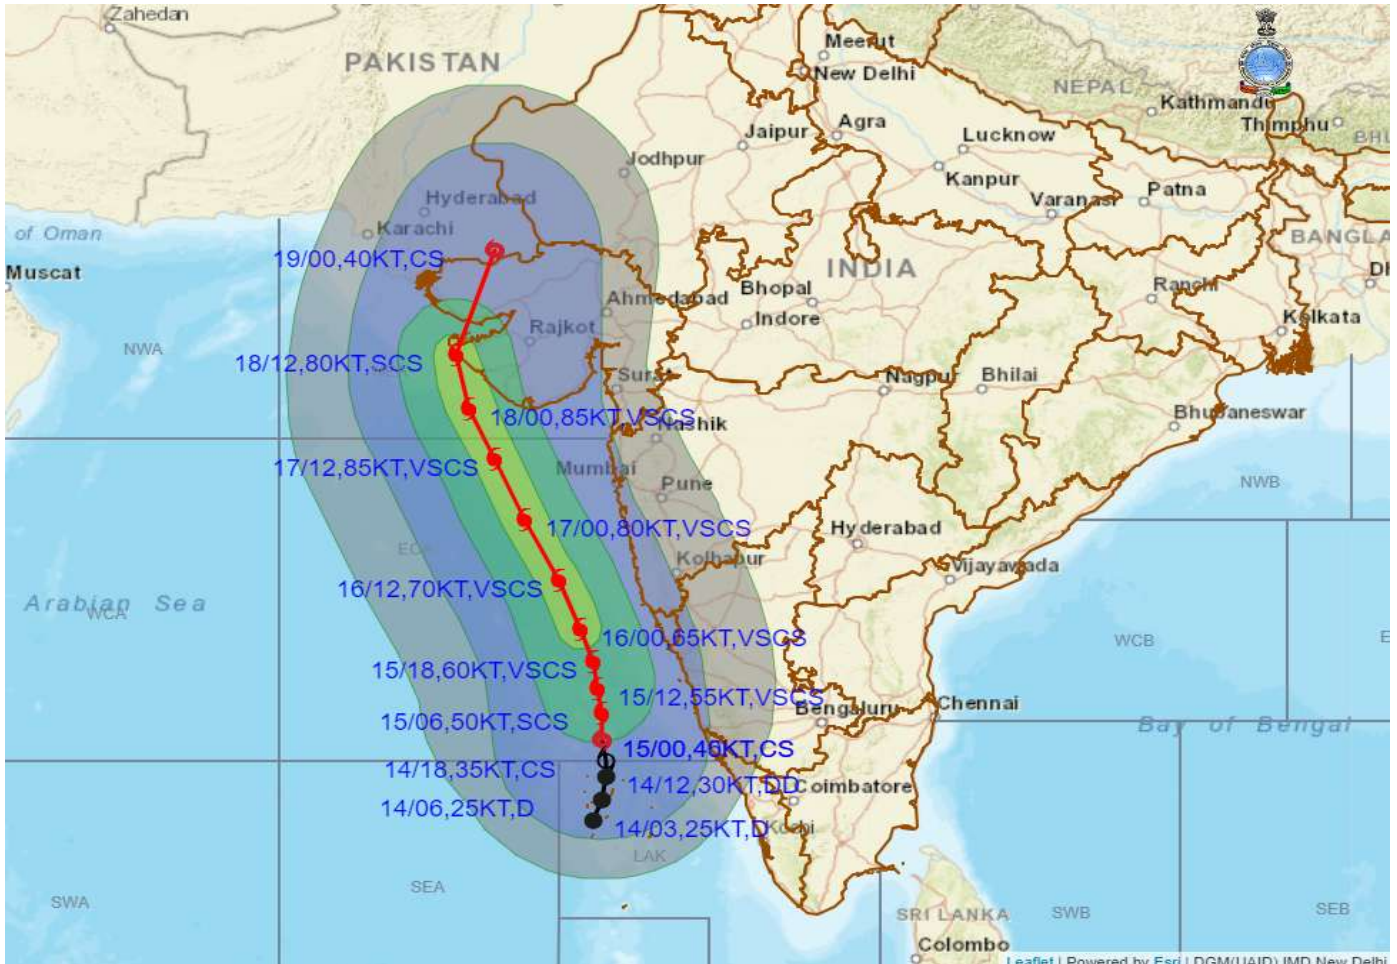 Zahedan
Meerut
PAKISTAN
New Delhi
NEPAL
Kathmandu
Thimphu
Jaipur
Agra
Lucknow
Jodhpur
Kanpur
Patna
Varanasi
Hyderabad
Karachi
of Oman
BANGLA
19/00,40KT,CS
INDIA
Muscat
Ranchi
Bhopal
Ahmedabad
Kolkata
Indore
Rajkot
NWA
18/12,80KT,SCS
Surat
Nagpur
Bhilai
18/00,85KT,VSCS
Bhubaneswar
Nashik
17/12,85KT,VSCS
Mumbai
NWB
Pune
17/00,80KT,VSCS
Hyderabad
Kolhapur
Vijayawada
16/12,70KT,VSCS
Arabian Sea
WCA
16/00,65KT,VSCS
WCB
15/18,60KT,VSCS
15/12,55KT,VSCS
Chennai
Bengaluru
15/06,50KT,SCS
Bay of Bengal
15/00,40KT,CS
14/18,35KT,CS
14/12,30KT,DD
Coimbatore
14/06,25KT,D
14/03,25KT,D
Kochi
LAK
SEA
SWA
SRI LANKA
SWB
SEB
Colombo
Leaflet | Powered by Esri | DGM(UAID) IMD New Delhi